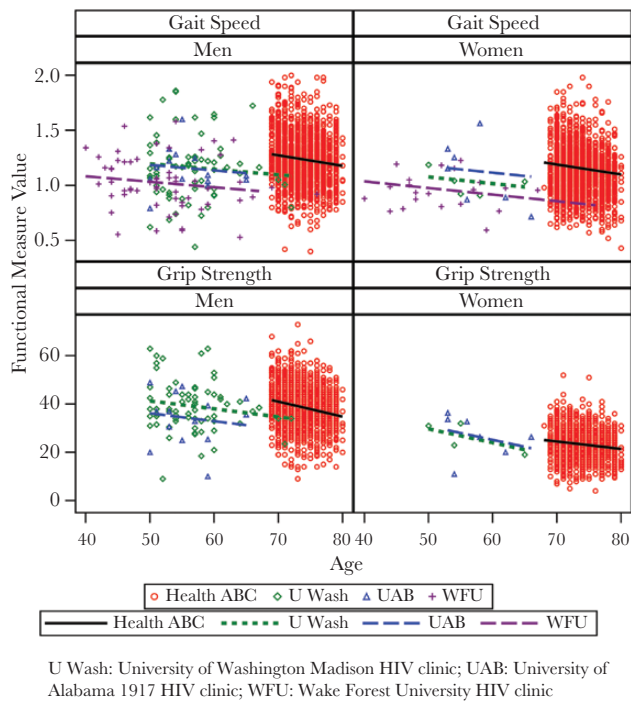 Gait Speed Gait Speed
Men Women
2.0
1.5
1.0
0.5
Functional Measure Value
Grip Strength Grip Strength
Men Women
60
40
20
0
40 50 60 70 80 40 50 60 70 80
Age
Health ABC U Wash UAB WFU
Health ABC U Wash UAB WFU
U Wash: University of Washington Madison HIV clinic; UAB: University of
Alabama 1917 HIV clinic; WFU: Wake Forest University HIV clinic